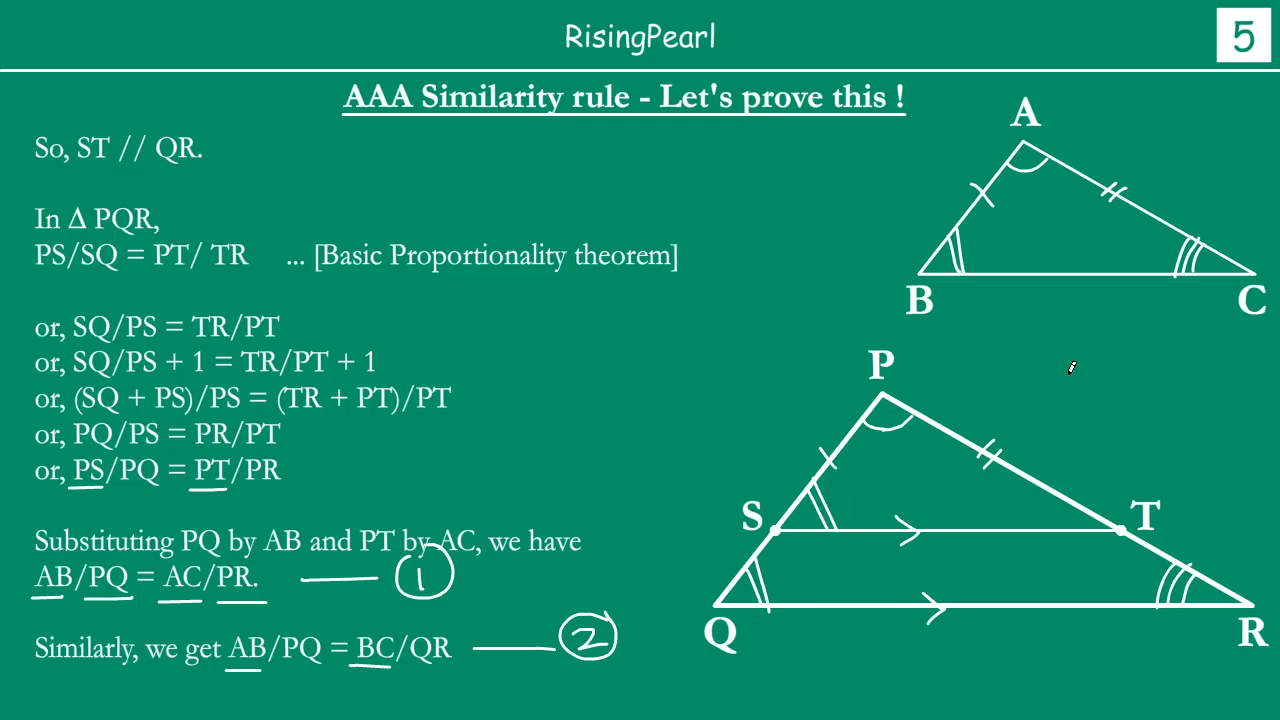 RisingPearl
5
AAA Similarity rule - Let's prove this !
So, ST // QR.
In Δ PQR,
PS/SQ = PT/ TR ... [Basic Proportionality theorem]
or, SQ/PS = TR/PT
or, SQ/PS + 1 = TR/PT + 1
or, (SQ + PS)/PS = (TR + PT)/PT
or, PQ/PS = PR/PT
or, PS/PQ = PT/PR
Substituting PQ by AB and PT by AC, we have
AB/PQ = AC/PR. 1
Similarly, we get AB/PQ = BC/QR 2
A
B C
P
S T
Q R